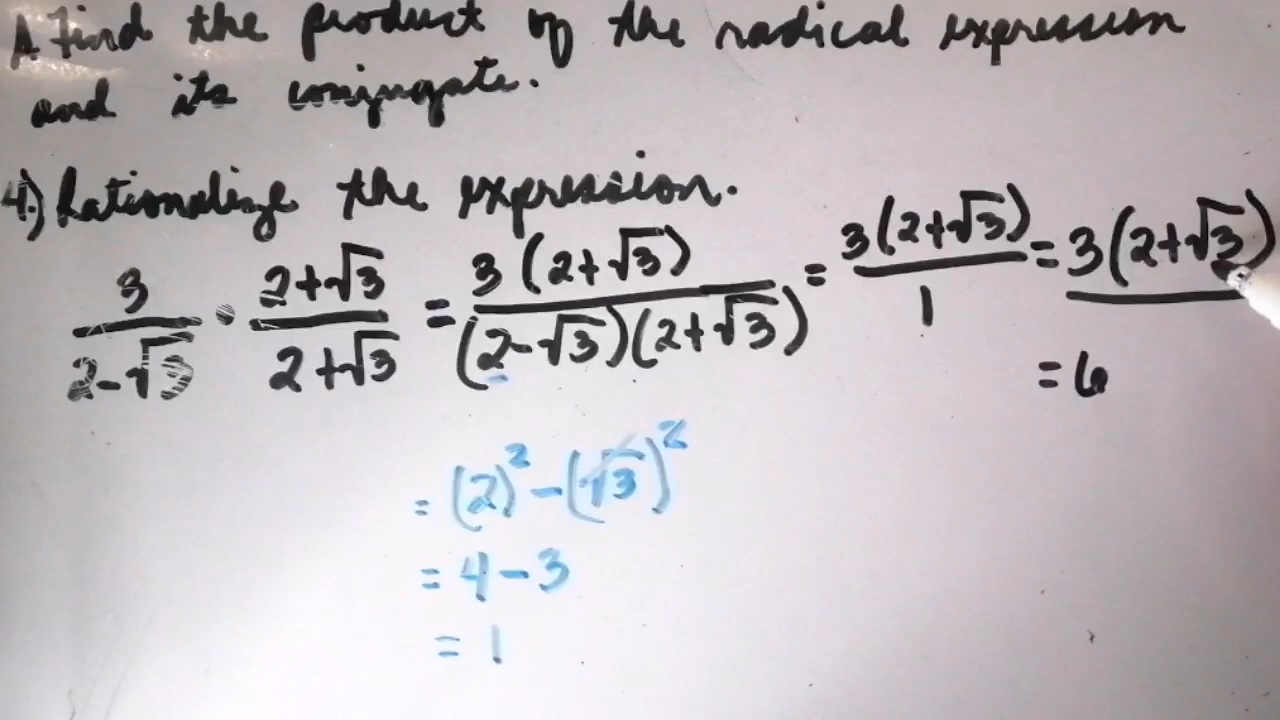 A Find the product of the radical expression
and its conjugate.
4.) Rationalize the expression.
3/(2-√3) · (2+√3)/(2+√3) = 3(2+√3)/((2-√3)(2+√3)) = 3(2+√3)/1 = 3(2+√3)
= 6
= (2)² - (√3)²
= 4 - 3
= 1